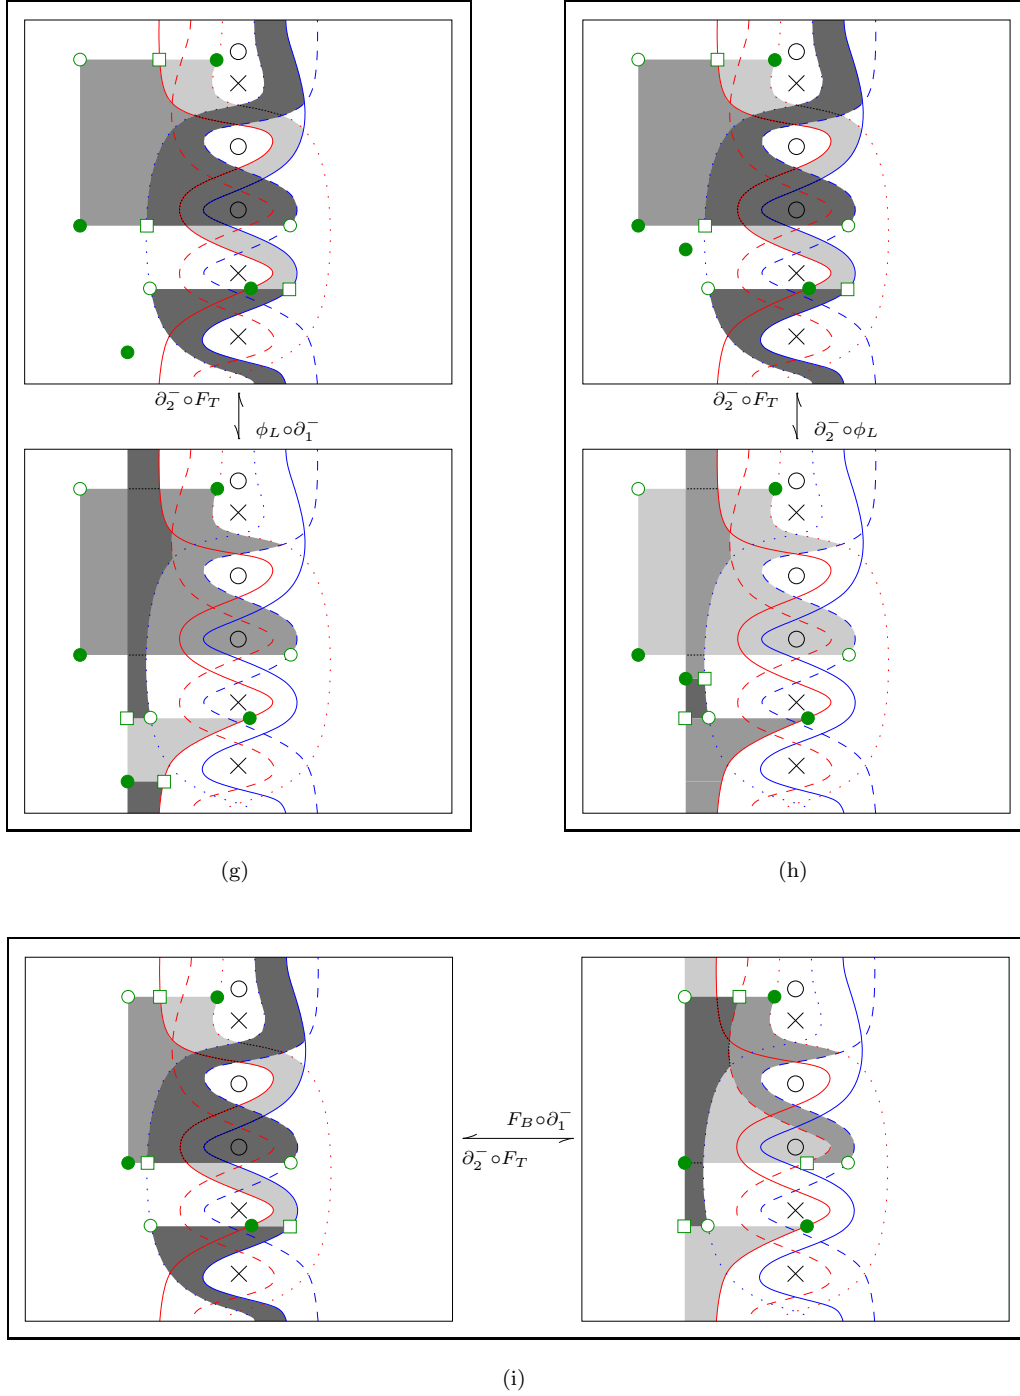 ∂₂⁻∘F_T
ϕ_L∘∂₁⁻
∂₂⁻∘F_T
∂₂⁻∘ϕ_L
(g)
(h)
F_B∘∂₁⁻
∂₂⁻∘F_T
(i)